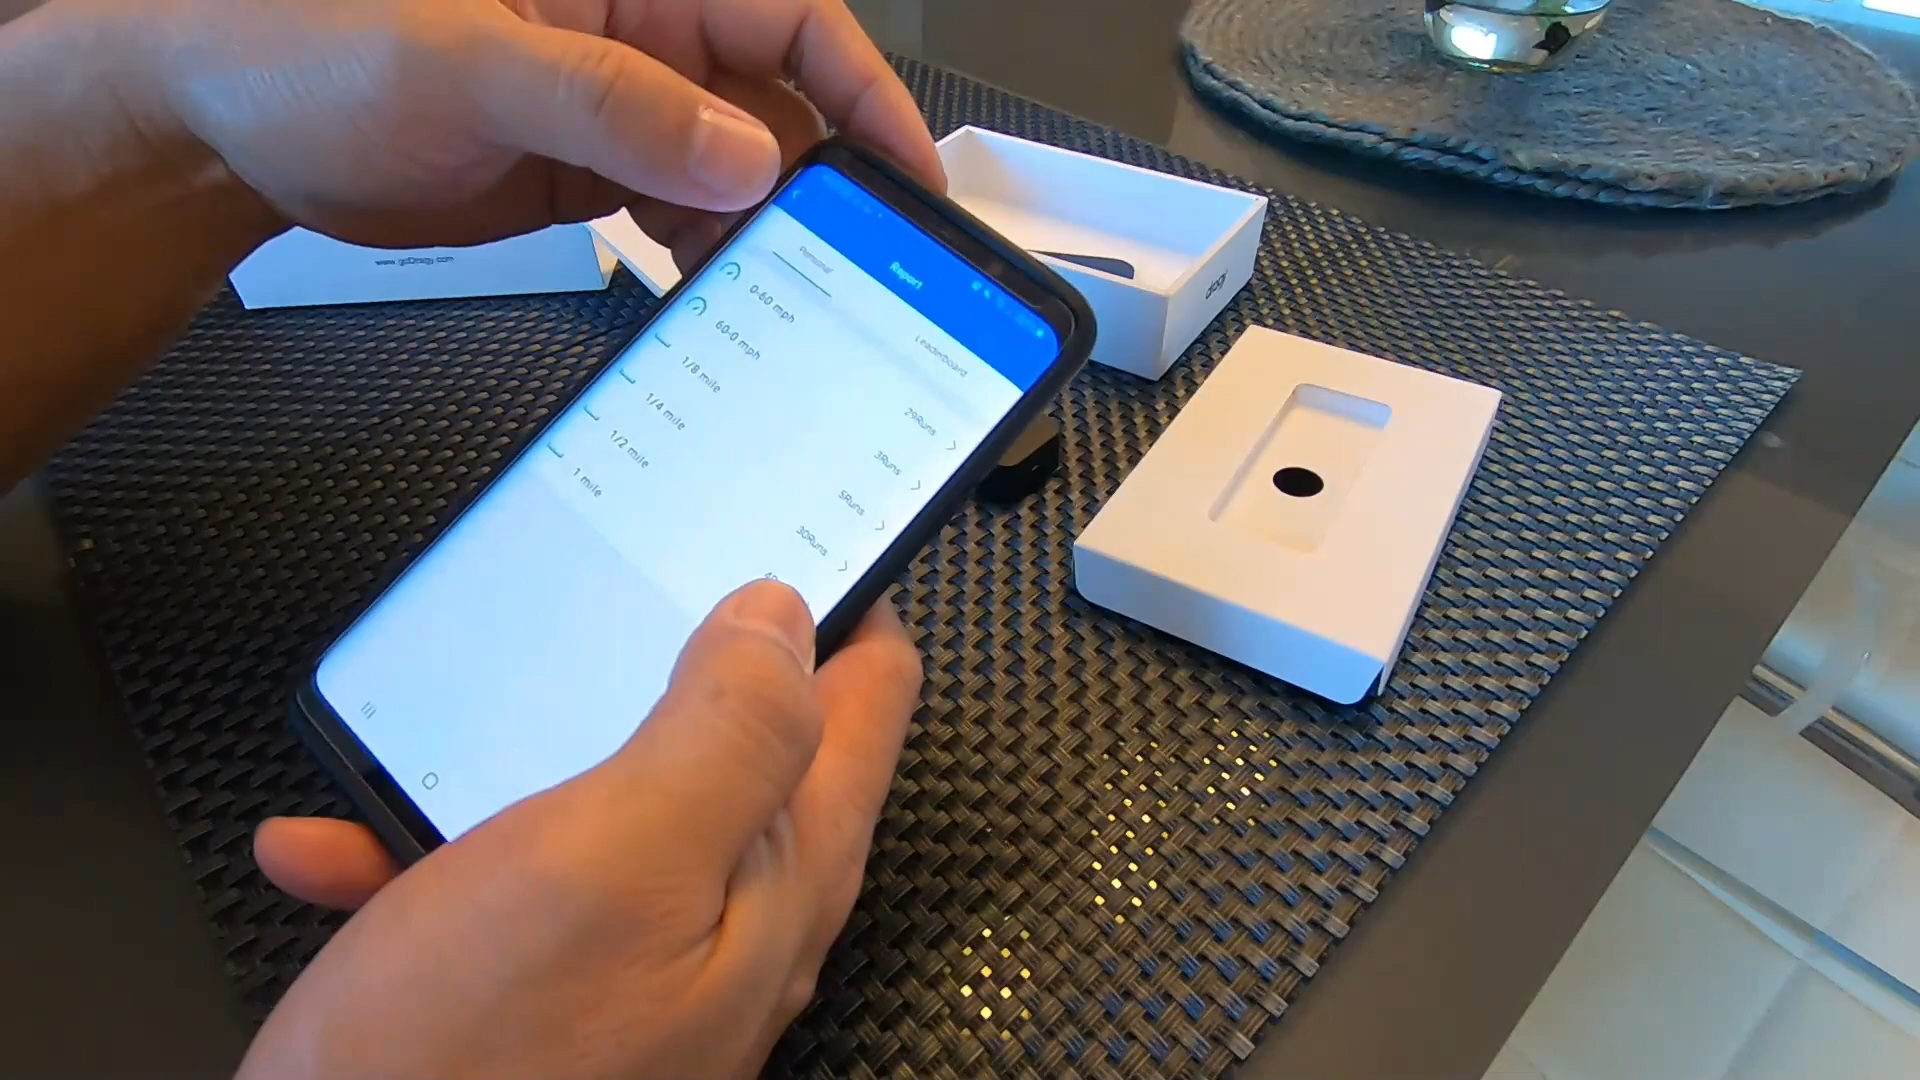 www.goDragy.com
dragy
Report
Personal
Leaderboard
0-60 mph
29Runs
60-0 mph
3Runs
1/8 mile
5Runs
1/4 mile
30Runs
1/2 mile
1 mile